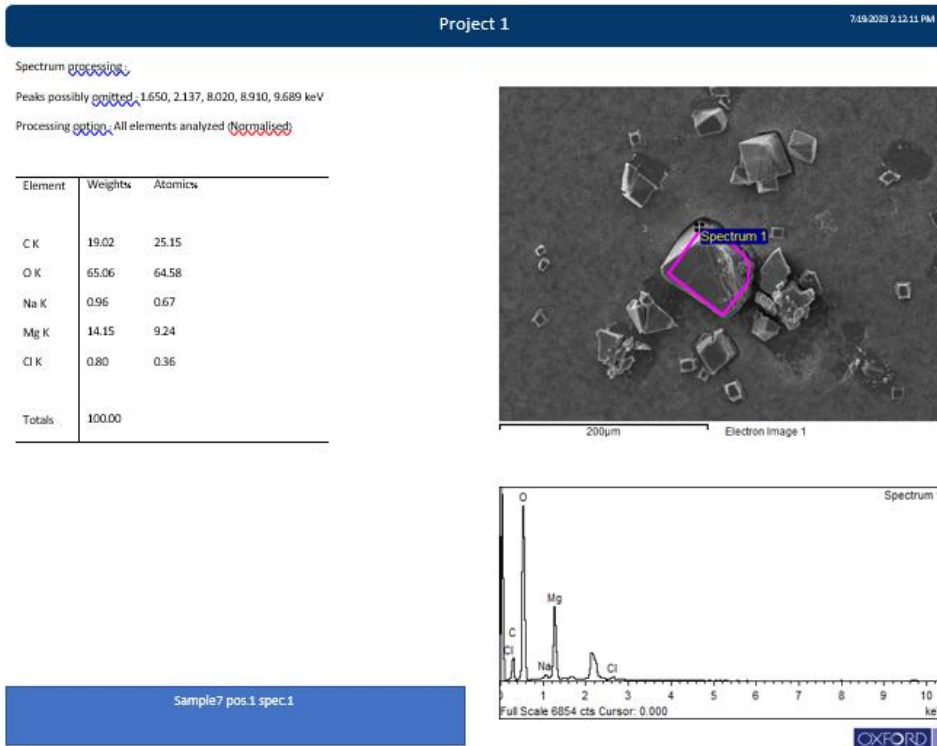 Project 1
7/19/2023 2:12:11 PM
Spectrum processing :
Peaks possibly omitted : 1.650, 2.137, 8.020, 8.910, 9.689 keV
Processing option : All elements analyzed (Normalised)
Element Weight% Atomic%
C K 19.02 25.15
O K 65.06 64.58
Na K 0.96 0.67
Mg K 14.15 9.24
Cl K 0.80 0.36
Totals 100.00
Spectrum 1
200µm Electron Image 1
Spectrum
O
Mg
C
Cl
Na
Cl
1 2 3 4 5 6 7 8 9 10
Full Scale 6854 cts Cursor: 0.000 ke
Sample7 pos.1 spec.1
OXFORD